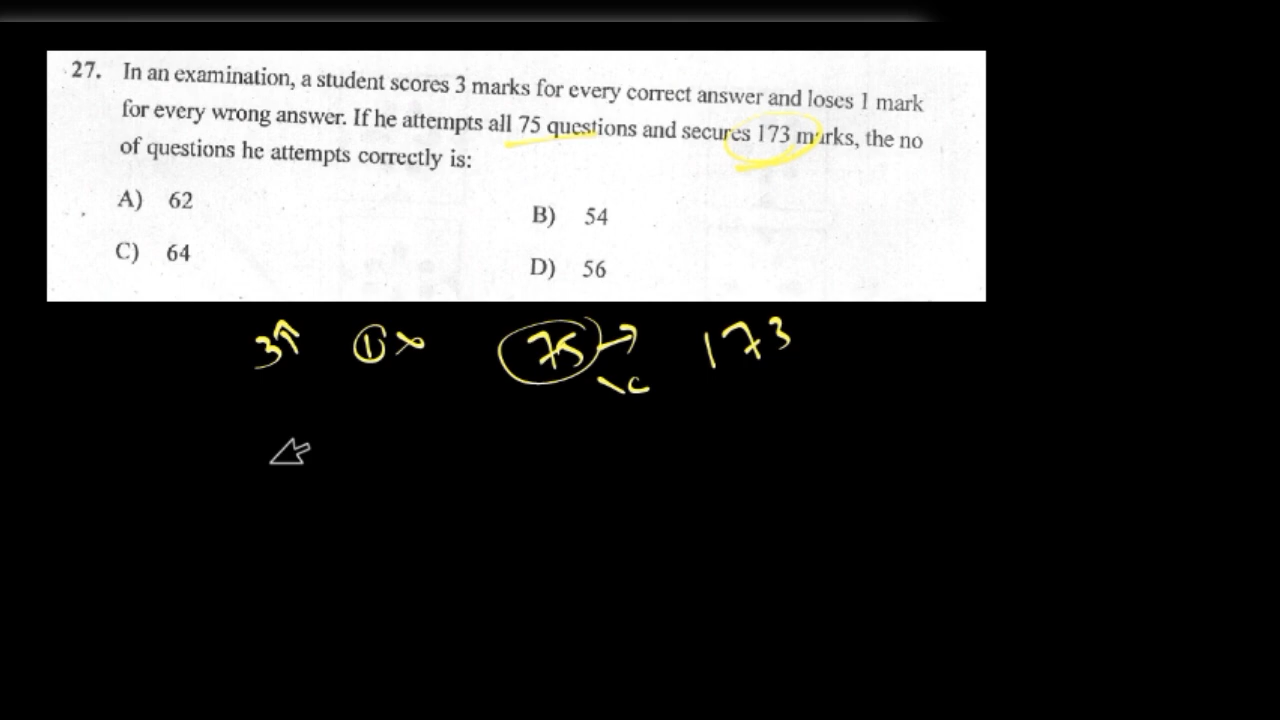 27. In an examination, a student scores 3 marks for every correct answer and loses 1 mark
for every wrong answer. If he attempts all 75 questions and secures 173 marks, the no
of questions he attempts correctly is:
A) 62
B) 54
C) 64
D) 56
3↑ ① × 75 → 173